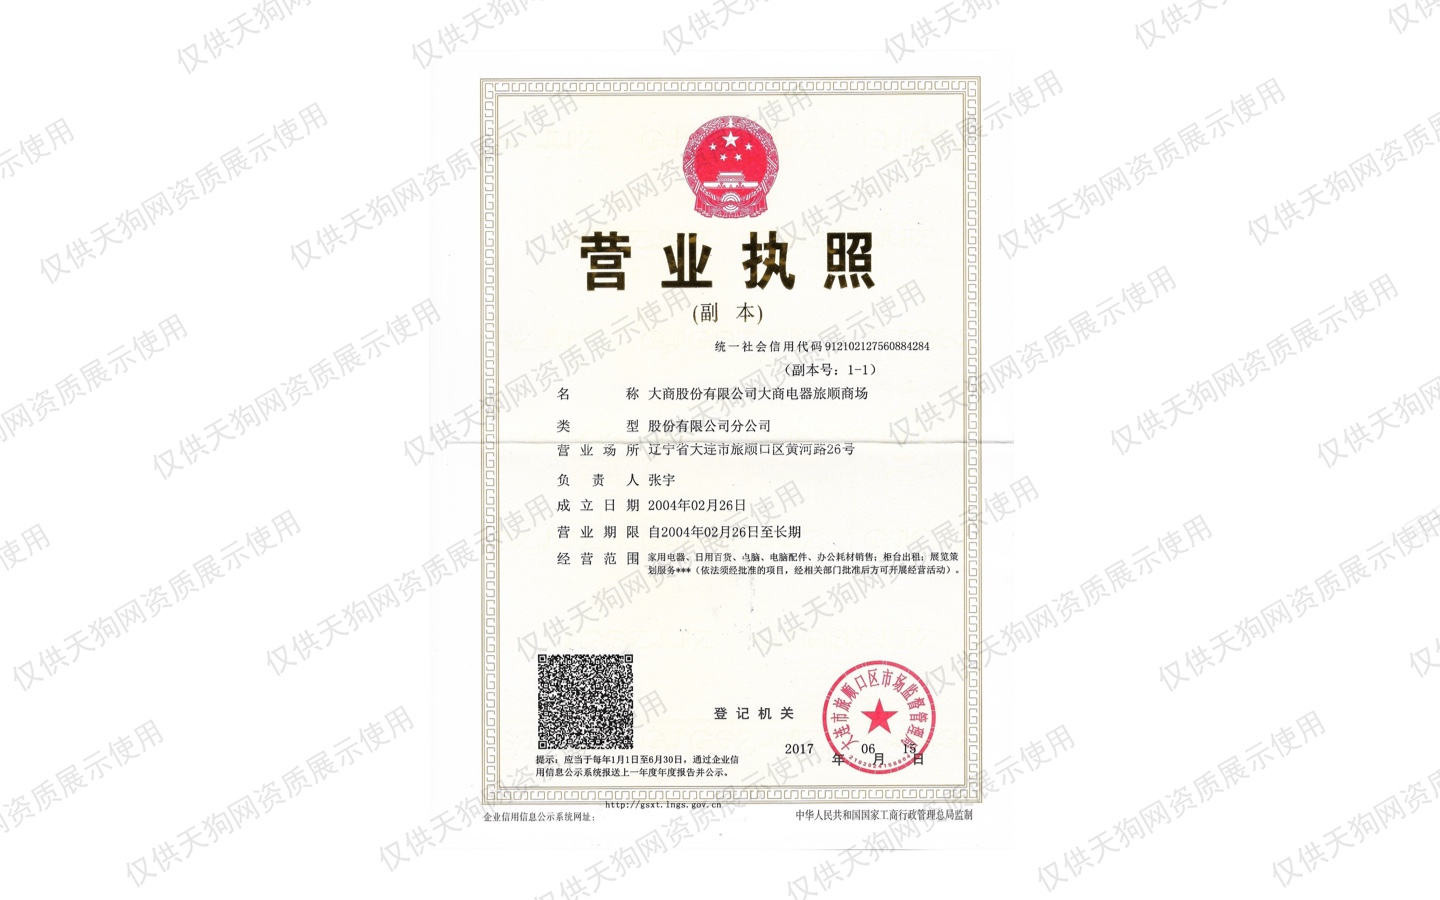 营业执照
(副 本)
统一社会信用代码 912102127560884284
（副本号：1-1）
名 称 大商股份有限公司大商电器旅顺商场
类 型 股份有限公司分公司
营业场所 辽宁省大连市旅顺口区黄河路26号
负 责 人 张宇
成立日期 2004年02月26日
营业期限 自2004年02月26日至长期
经营范围 家用电器、日用百货、电脑、电脑配件、办公耗材销售；柜台出租；展览策
划服务***（依法须经批准的项目，经相关部门批准后方可开展经营活动）。
大连市旅顺口区市场监督管理局
登记机关
2017年06月15日
提示：应当于每年1月1日至6月30日，通过企业信
用信息公示系统报送上一年度年度报告并公示。
http://gsxt.lngs.gov.cn
企业信用信息公示系统网址：
中华人民共和国国家工商行政管理总局监制
仅供天狗网资质展示使用